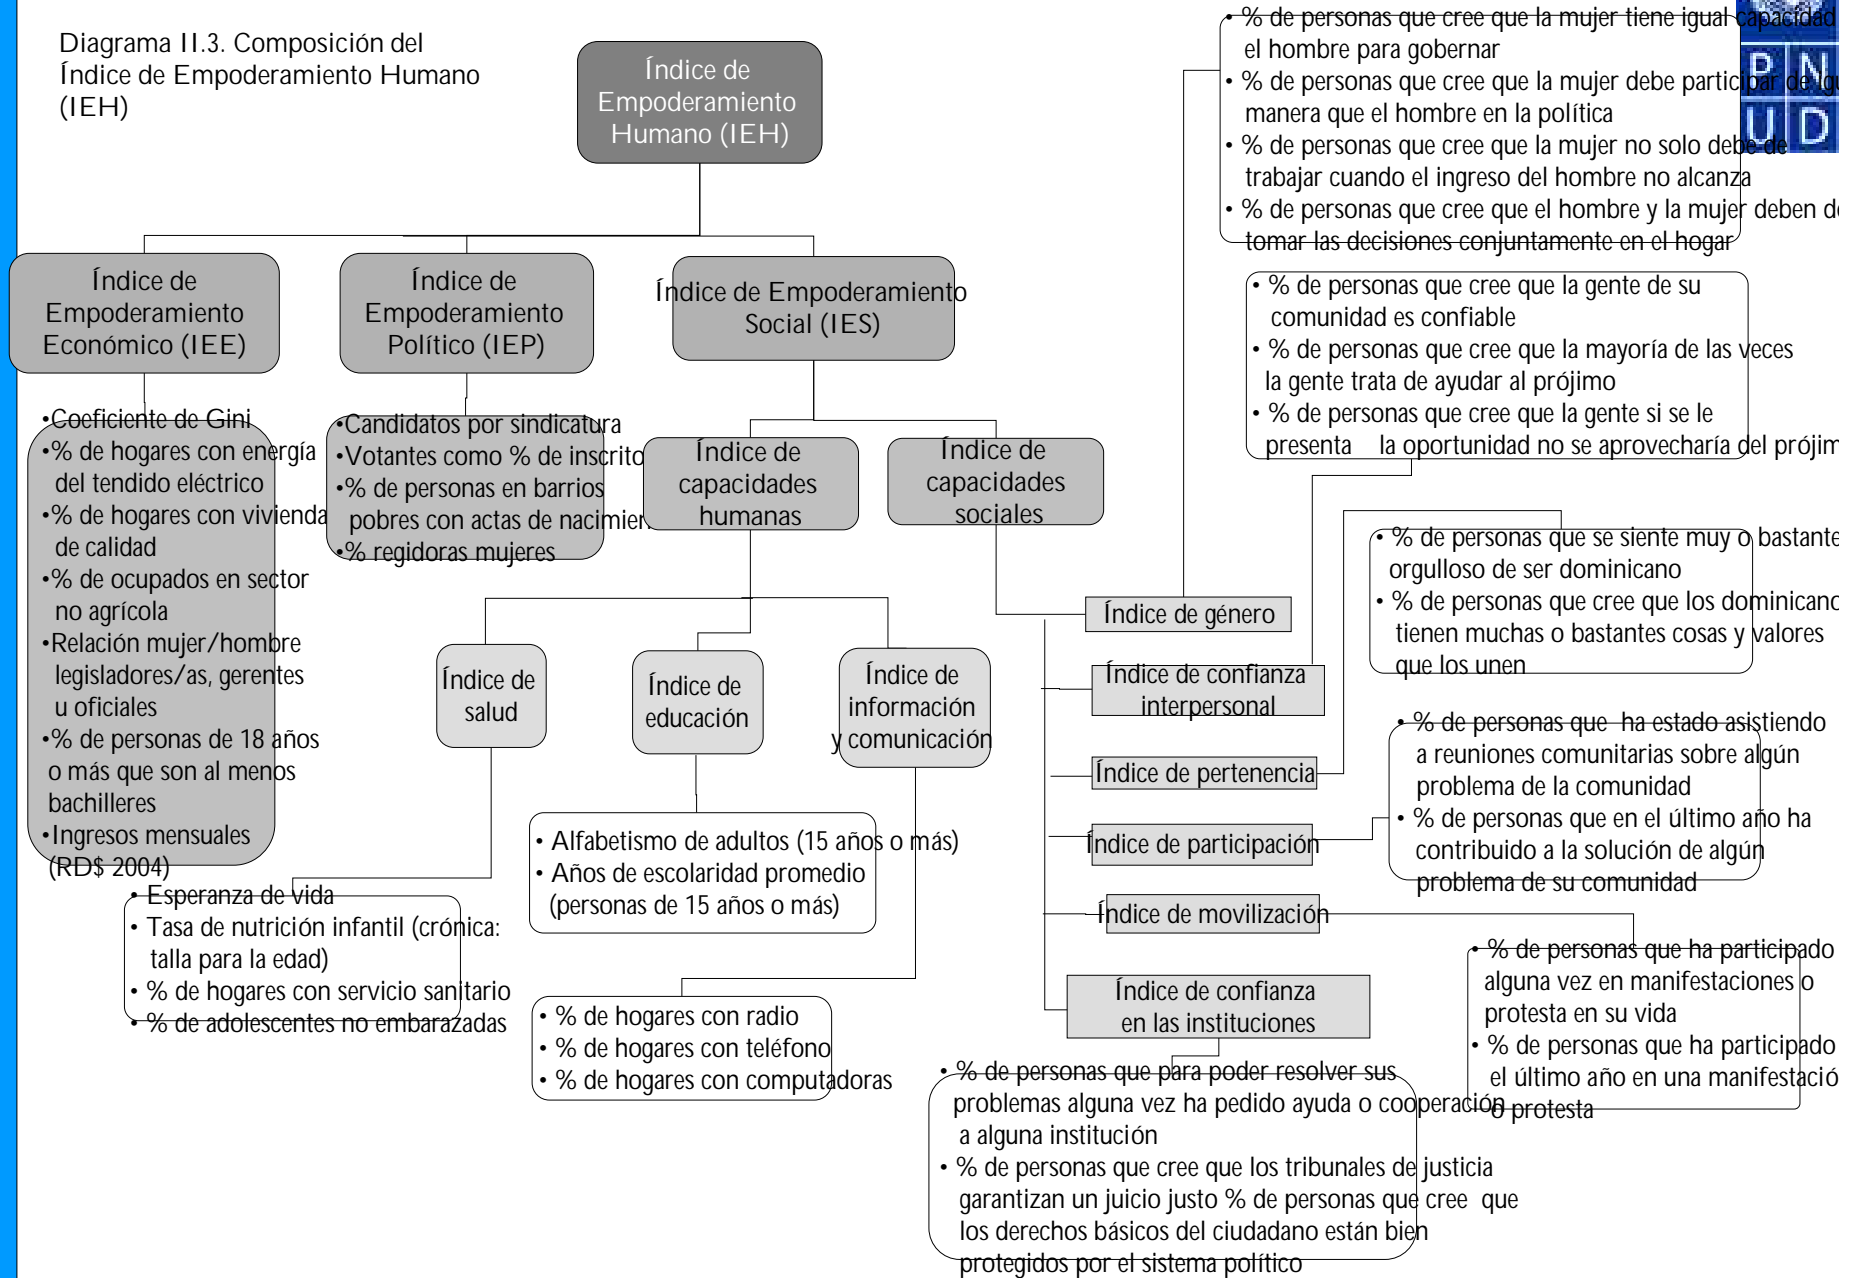 Diagrama II.3. Composición del
Índice de Empoderamiento Humano
(IEH)
Índice de
Empoderamiento
Humano (IEH)
P N
U D
• % de personas que cree que la mujer tiene igual capacidad
el hombre para gobernar
• % de personas que cree que la mujer debe participar de
manera que el hombre en la política
• % de personas que cree que la mujer no solo debe de
trabajar cuando el ingreso del hombre no alcanza
• % de personas que cree que el hombre y la mujer deben
tomar las decisiones conjuntamente en el hogar
Índice de
Empoderamiento
Económico (IEE)
Índice de
Empoderamiento
Político (IEP)
Índice de Empoderamiento
Social (IES)
• % de personas que cree que la gente de su
comunidad es confiable
• % de personas que cree que la mayoría de las veces
la gente trata de ayudar al prójimo
• % de personas que cree que la gente si se le
presenta la oportunidad no se aprovecharía del prójim
•Coeficiente de Gini
•% de hogares con energía
del tendido eléctrico
•% de hogares con vivienda
de calidad
•% de ocupados en sector
no agrícola
•Relación mujer/hombre
legisladores/as, gerentes
u oficiales
•% de personas de 18 años
o más que son al menos
bachilleres
•Ingresos mensuales
(RD$ 2004)
•Candidatos por sindicatura
•Votantes como % de inscrito
•% de personas en barrios
pobres con actas de nacimien
•% regidoras mujeres
Índice de
capacidades
humanas
Índice de
capacidades
sociales
• % de personas que se siente muy o bastante
orgulloso de ser dominicano
• % de personas que cree que los dominicano
tienen muchas o bastantes cosas y valores
que los unen
Índice de género
Índice de confianza
interpersonal
Índice de pertenencia
Índice de participación
Índice de movilización
Índice de confianza
en las instituciones
Índice de
salud
Índice de
educación
Índice de
información
y comunicación
• % de personas que ha estado asistiendo
a reuniones comunitarias sobre algún
problema de la comunidad
• % de personas que en el último año ha
contribuido a la solución de algún
problema de su comunidad
• Alfabetismo de adultos (15 años o más)
• Años de escolaridad promedio
(personas de 15 años o más)
• Esperanza de vida
• Tasa de nutrición infantil (crónica:
talla para la edad)
• % de hogares con servicio sanitario
• % de adolescentes no embarazadas
• % de hogares con radio
• % de hogares con teléfono
• % de hogares con computadoras
• % de personas que ha participado
alguna vez en manifestaciones o
protesta en su vida
• % de personas que ha participado
el último año en una manifestació
o protesta
• % de personas que para poder resolver sus
problemas alguna vez ha pedido ayuda o cooperación
a alguna institución
• % de personas que cree que los tribunales de justicia
garantizan un juicio justo % de personas que cree que
los derechos básicos del ciudadano están bien
protegidos por el sistema político